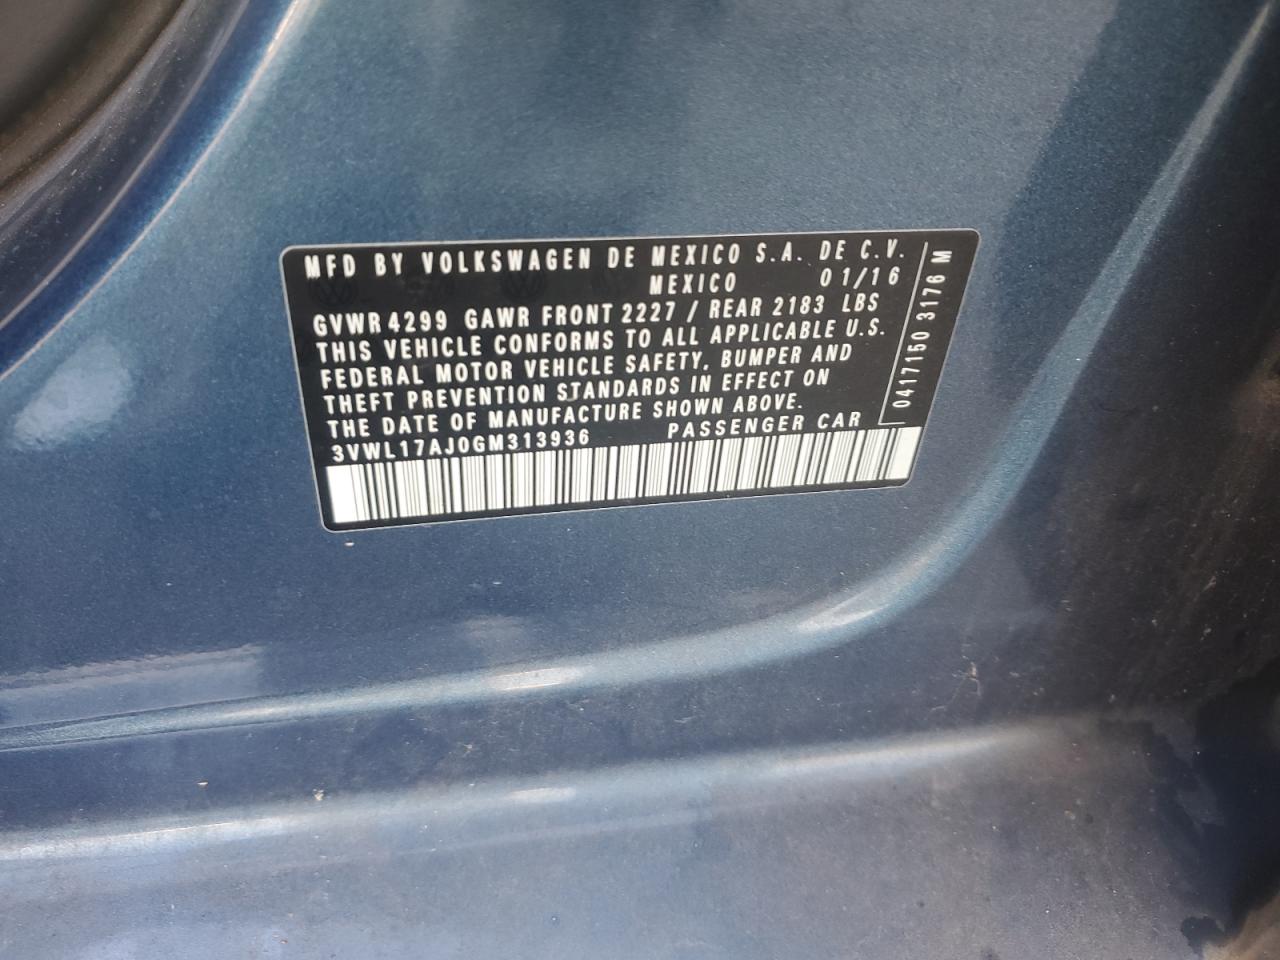 MFD BY VOLKSWAGEN DE MEXICO S.A. DE C.V.
MEXICO 01/16
GVWR 4299 GAWR FRONT 2227 / REAR 2183 LBS
THIS VEHICLE CONFORMS TO ALL APPLICABLE U.S.
FEDERAL MOTOR VEHICLE SAFETY, BUMPER AND
THEFT PREVENTION STANDARDS IN EFFECT ON
THE DATE OF MANUFACTURE SHOWN ABOVE.
3VWL17AJ0GM313936 PASSENGER CAR
0417150 3176 M